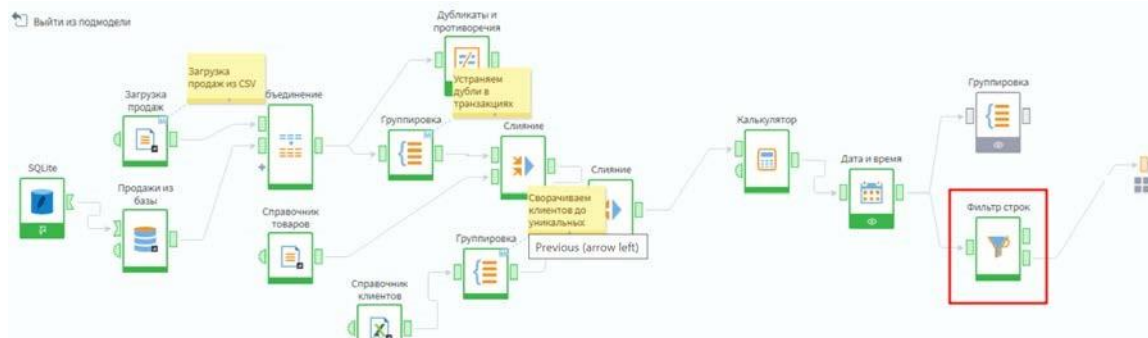 Выйти из подмодели
Дубликаты и
противоречия
Загрузка
продаж из CSV
Устраняем
дубли в
транзакциях
Загрузка
продаж
бъединение
Группировка
Слияние
SQLite
Продажи из
базы
Справочник
товаров
Слияние
Сворачиваем
клиентов до
уникальных
Previous (arrow left)
Группировка
Справочник
клиентов
Калькулятор
Дата и время
Группировка
Фильтр строк